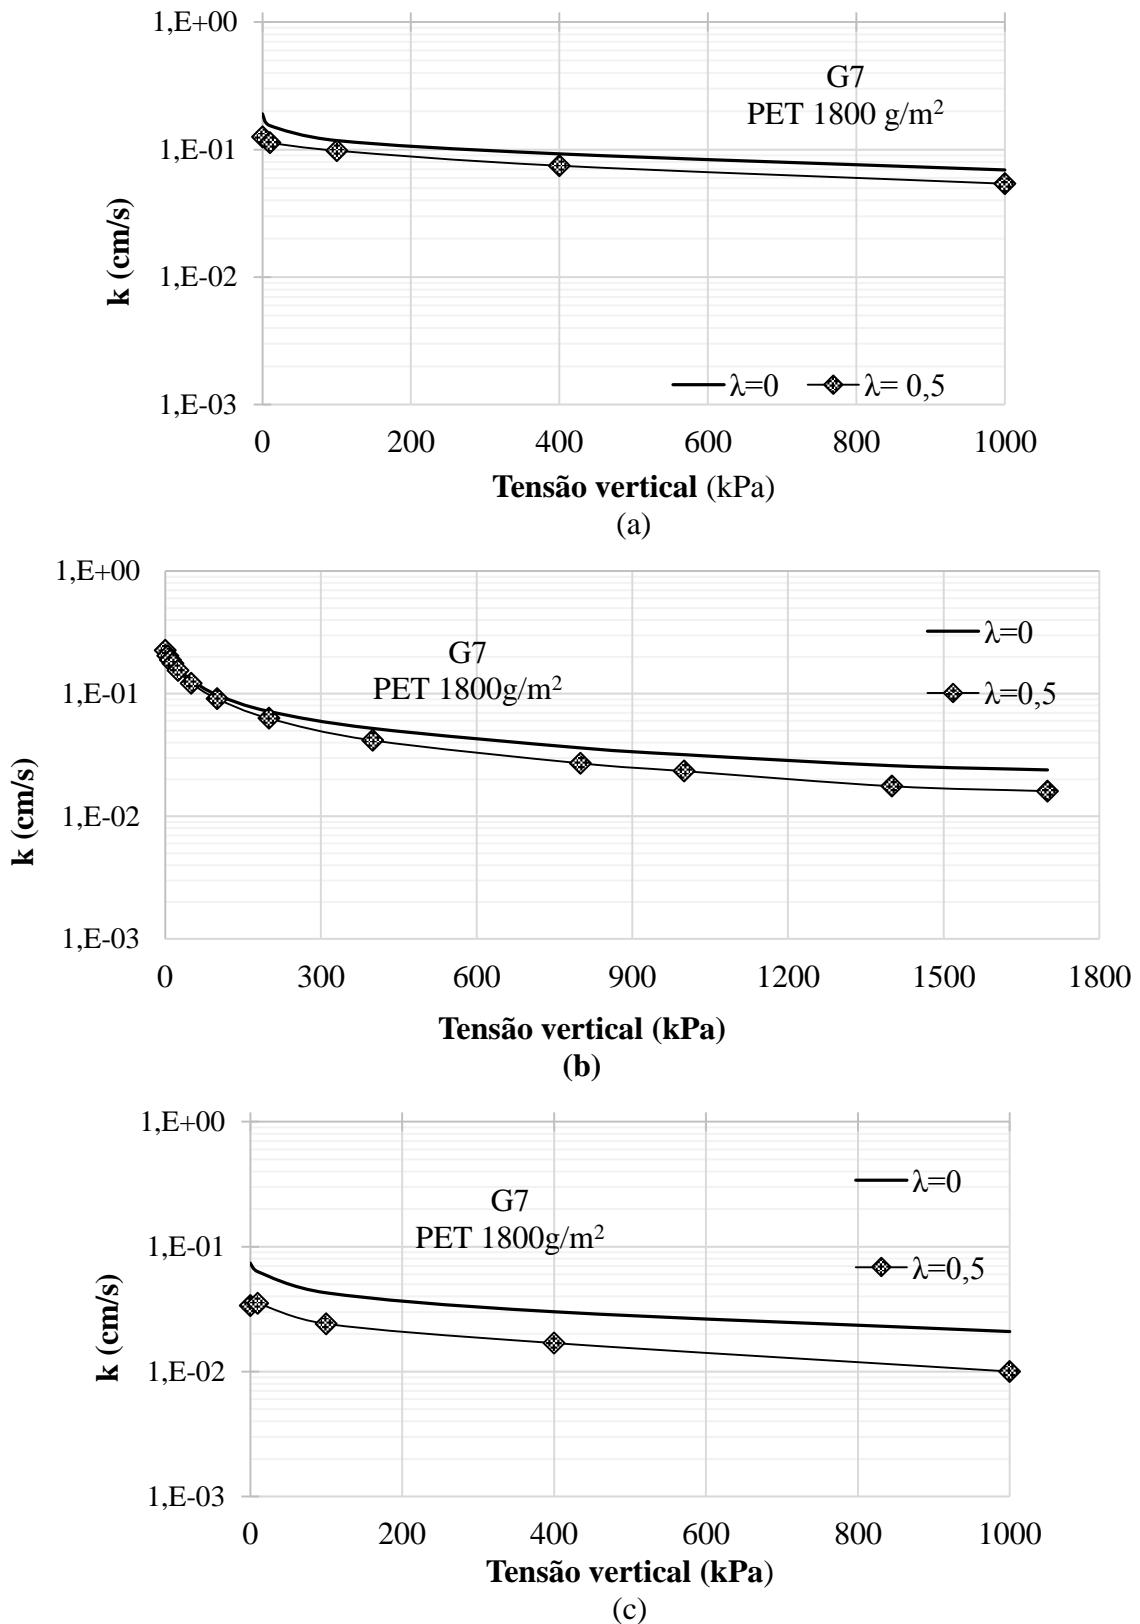 1,E+00
G7
PET 1800 g/m²
1,E-01
k (cm/s)
1,E-02
λ=0 λ= 0,5
1,E-03
0 200 400 600 800 1000
Tensão vertical (kPa)
(a)
1,E+00
λ=0
G7
PET 1800g/m²
λ=0,5
1,E-01
k (cm/s)
1,E-02
1,E-03
0 300 600 900 1200 1500 1800
Tensão vertical (kPa)
(b)
1,E+00
λ=0
G7
PET 1800g/m²
1,E-01
λ=0,5
k (cm/s)
1,E-02
1,E-03
0 200 400 600 800 1000
Tensão vertical (kPa)
(c)